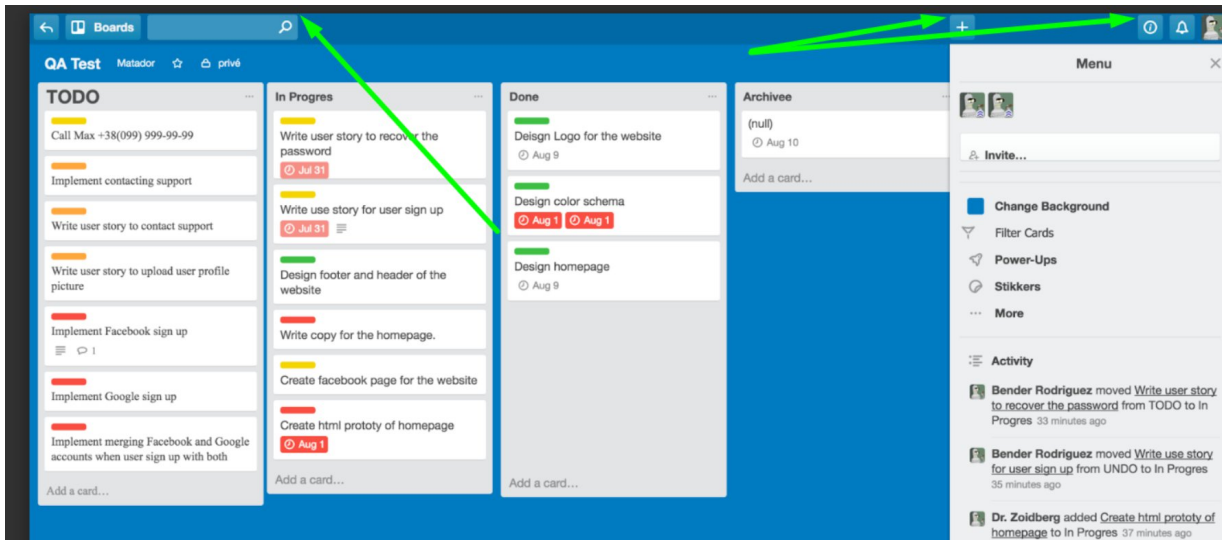 Boards
QA Test Matador privé
TODO
Call Max +38(099) 999-99-99
Implement contacting support
Write user story to contact support
Write user story to upload user profile
picture
Implement Facebook sign up
1
Implement Google sign up
Implement merging Facebook and Google
accounts when user sign up with both
Add a card...
In Progres
Write user story to recover the
password
Jul 31
Write use story for user sign up
Jul 31
Design footer and header of the
website
Write copy for the homepage.
Create facebook page for the website
Create html prototy of homepage
Aug 1
Add a card...
Done
Deisgn Logo for the website
Aug 9
Design color schema
Aug 1 Aug 1
Design homepage
Aug 9
Add a card...
Archivee
(null)
Aug 10
Add a card...
Menu
Invite...
Change Background
Filter Cards
Power-Ups
Stikkers
More
Activity
Bender Rodriguez moved Write user story
to recover the password from TODO to In
Progres 33 minutes ago
Bender Rodriguez moved Write use story
for user sign up from UNDO to In Progres
35 minutes ago
Dr. Zoidberg added Create html prototy of
homepage to In Progres 37 minutes ago